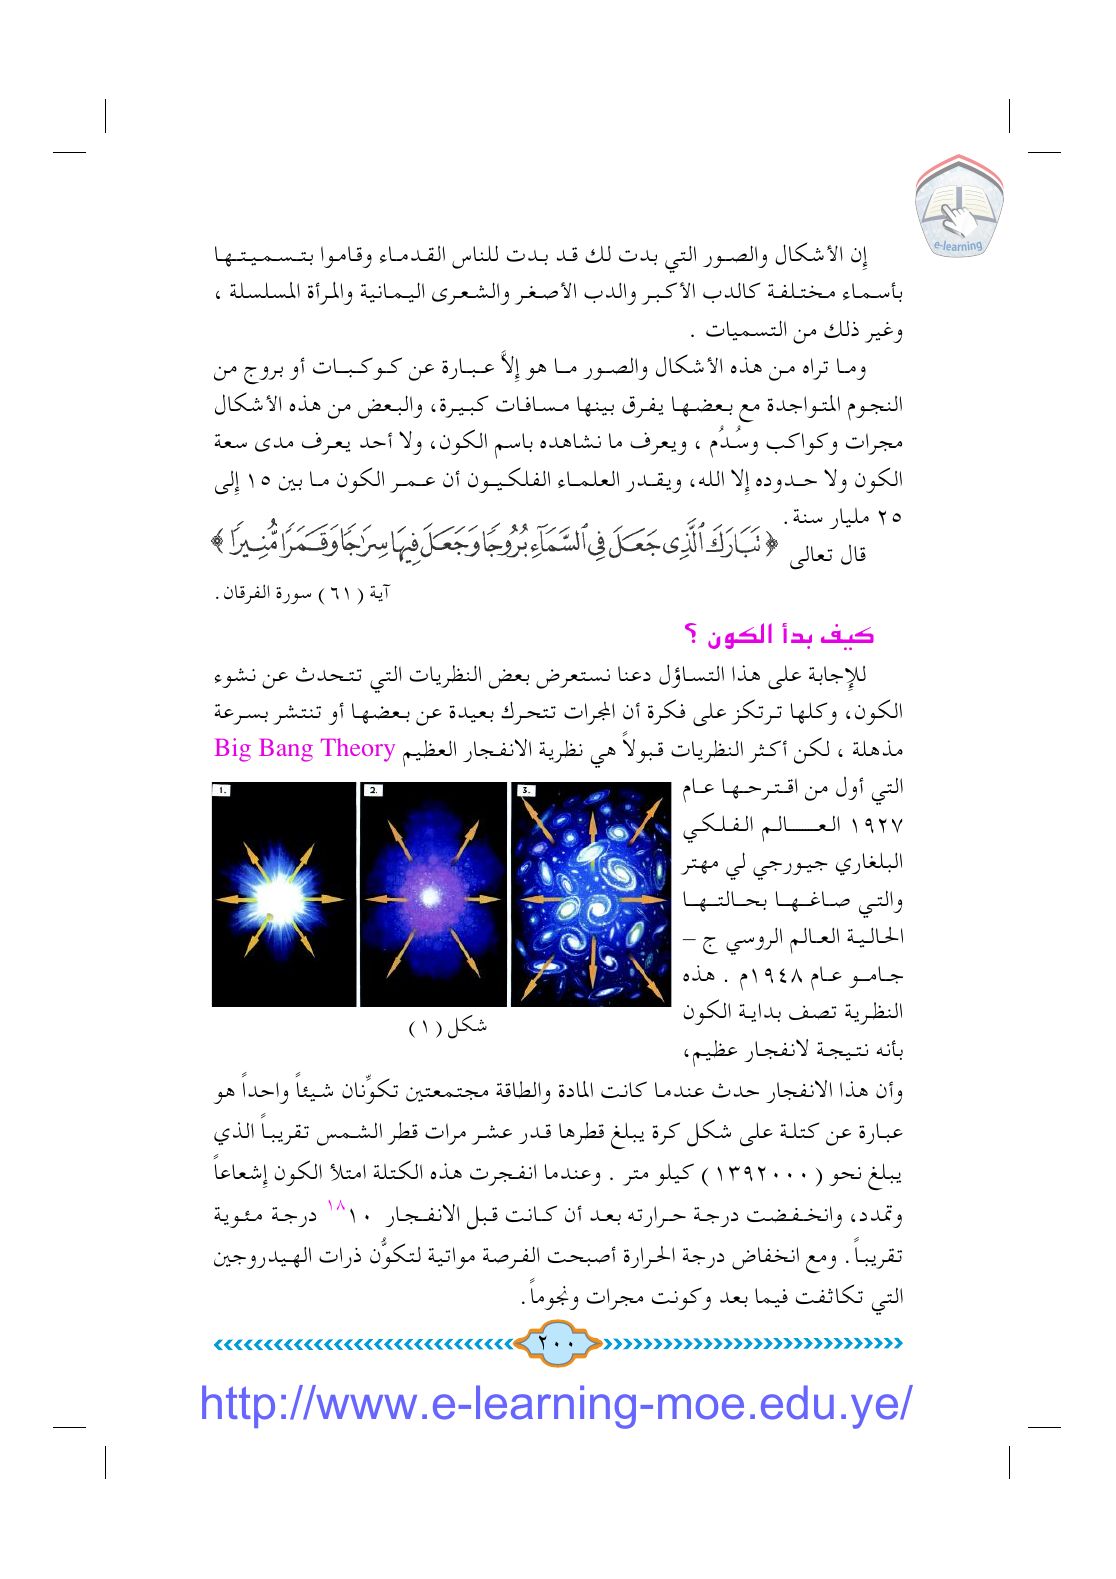 e-learning
إن الأشكال والصور التي بدت لك قد بدت للناس القدماء وقاموا بتسميتها
بأسماء مختلفة كالدب الأكبر والدب الأصغر والشعرى اليمانية والمرأة المسلسلة ،
وغير ذلك من التسميات .
وما تراه من هذه الأشكال والصور ما هو إلاَّ عبارة عن كوكبات أو بروج من
النجوم المتواجدة مع بعضها يفرق بينها مسافات كبيرة، والبعض من هذه الأشكال
مجرات وكواكب وسُدُم ، ويعرف ما نشاهده باسم الكون، ولا أحد يعرف مدى سعة
الكون ولا حدوده إلا الله، ويقدر العلماء الفلكيون أن عمر الكون ما بين ١٥ إلى
٢٥ مليار سنة .
قال تعالى ﴿ تَبَارَكَ ٱلَّذِى جَعَلَ فِى ٱلسَّمَآءِ بُرُوجًا وَجَعَلَ فِيهَا سِرَٰجًا وَقَمَرًا مُّنِيرًا ﴾
آية ( ٦١ ) سورة الفرقان .
كيف بدأ الكون ؟
للإجابة على هذا التساؤل دعنا نستعرض بعض النظريات التي تتحدث عن نشوء
الكون، وكلها ترتكز على فكرة أن المجرات تتحرك بعيدة عن بعضها أو تنتشر بسرعة
مذهلة ، لكن أكثر النظريات قبولاً هي نظرية الانفجار العظيم Big Bang Theory
التي أول من اقترحها عام
١٩٢٧ العالم الفلكي
البلغاري جيورجي لي مهتر
والتي صاغها بحالتها
الحالية العالم الروسي ج –
جامو عام ١٩٤٨م . هذه
النظرية تصف بداية الكون
بأنه نتيجة لانفجار عظيم،
1.
2.
3.
شكل ( ١ )
وأن هذا الانفجار حدث عندما كانت المادة والطاقة مجتمعتين تكوِّنان شيئاً واحداً هو
عبارة عن كتلة على شكل كرة يبلغ قطرها قدر عشر مرات قطر الشمس تقريباً الذي
يبلغ نحو ( ١٣٩٢٠٠٠ ) كيلو متر . وعندما انفجرت هذه الكتلة امتلأ الكون إشعاعاً
وتمدد، وانخفضت درجة حرارته بعد أن كانت قبل الانفجار ١٠¹⁸ درجة مئوية
تقريباً . ومع انخفاض درجة الحرارة أصبحت الفرصة مواتية لتكوُّن ذرات الهيدروجين
التي تكاثفت فيما بعد وكونت مجرات ونجوماً .
٢٠٠
http://www.e-learning-moe.edu.ye/